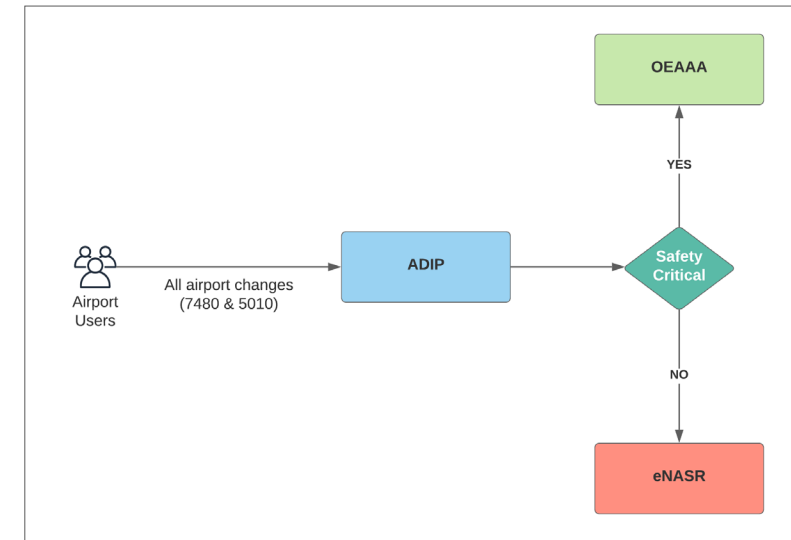 OEAAA
YES
Airport
Users
All airport changes
(7480 & 5010)
ADIP
Safety
Critical
NO
eNASR